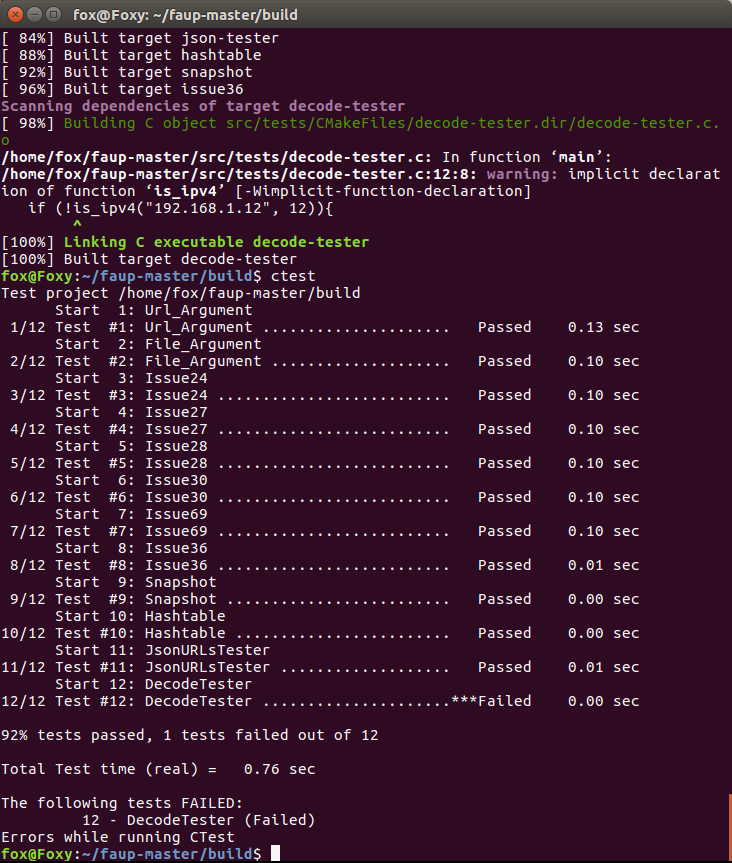 fox@Foxy: ~/faup-master/build
[ 84%] Built target json-tester
[ 88%] Built target hashtable
[ 92%] Built target snapshot
[ 96%] Built target issue36
Scanning dependencies of target decode-tester
[ 98%] Building C object src/tests/CMakeFiles/decode-tester.dir/decode-tester.c.
o
/home/fox/faup-master/src/tests/decode-tester.c: In function ‘main’:
/home/fox/faup-master/src/tests/decode-tester.c:12:8: warning: implicit declarat
ion of function ‘is_ipv4’ [-Wimplicit-function-declaration]
   if (!is_ipv4("192.168.1.12", 12)){
        ^
[100%] Linking C executable decode-tester
[100%] Built target decode-tester
fox@Foxy:~/faup-master/build$ ctest
Test project /home/fox/faup-master/build
      Start  1: Url_Argument
 1/12 Test  #1: Url_Argument .....................   Passed    0.13 sec
      Start  2: File_Argument
 2/12 Test  #2: File_Argument ....................   Passed    0.10 sec
      Start  3: Issue24
 3/12 Test  #3: Issue24 ..........................   Passed    0.10 sec
      Start  4: Issue27
 4/12 Test  #4: Issue27 ..........................   Passed    0.10 sec
      Start  5: Issue28
 5/12 Test  #5: Issue28 ..........................   Passed    0.10 sec
      Start  6: Issue30
 6/12 Test  #6: Issue30 ..........................   Passed    0.10 sec
      Start  7: Issue69
 7/12 Test  #7: Issue69 ..........................   Passed    0.10 sec
      Start  8: Issue36
 8/12 Test  #8: Issue36 ..........................   Passed    0.01 sec
      Start  9: Snapshot
 9/12 Test  #9: Snapshot .........................   Passed    0.00 sec
      Start 10: Hashtable
10/12 Test #10: Hashtable ........................   Passed    0.00 sec
      Start 11: JsonURLsTester
11/12 Test #11: JsonURLsTester ...................   Passed    0.01 sec
      Start 12: DecodeTester
12/12 Test #12: DecodeTester .....................***Failed    0.00 sec

92% tests passed, 1 tests failed out of 12

Total Test time (real) =   0.76 sec

The following tests FAILED:
         12 - DecodeTester (Failed)
Errors while running CTest
fox@Foxy:~/faup-master/build$